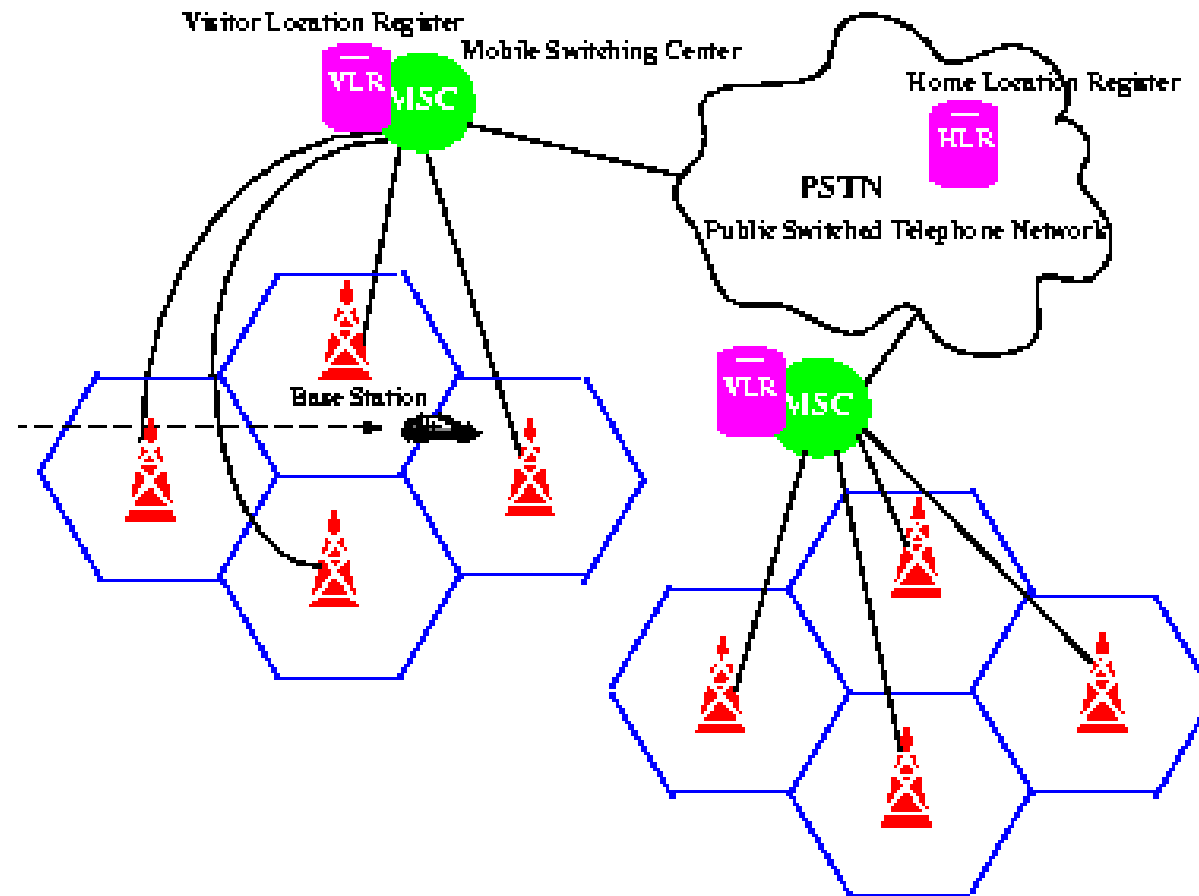 Visitor Location Register
Mobile Switching Center
VLR
MSC
Home Location Register
HLR
PSTN
Public Switched Telephone Network
Base Station
VLR
MSC